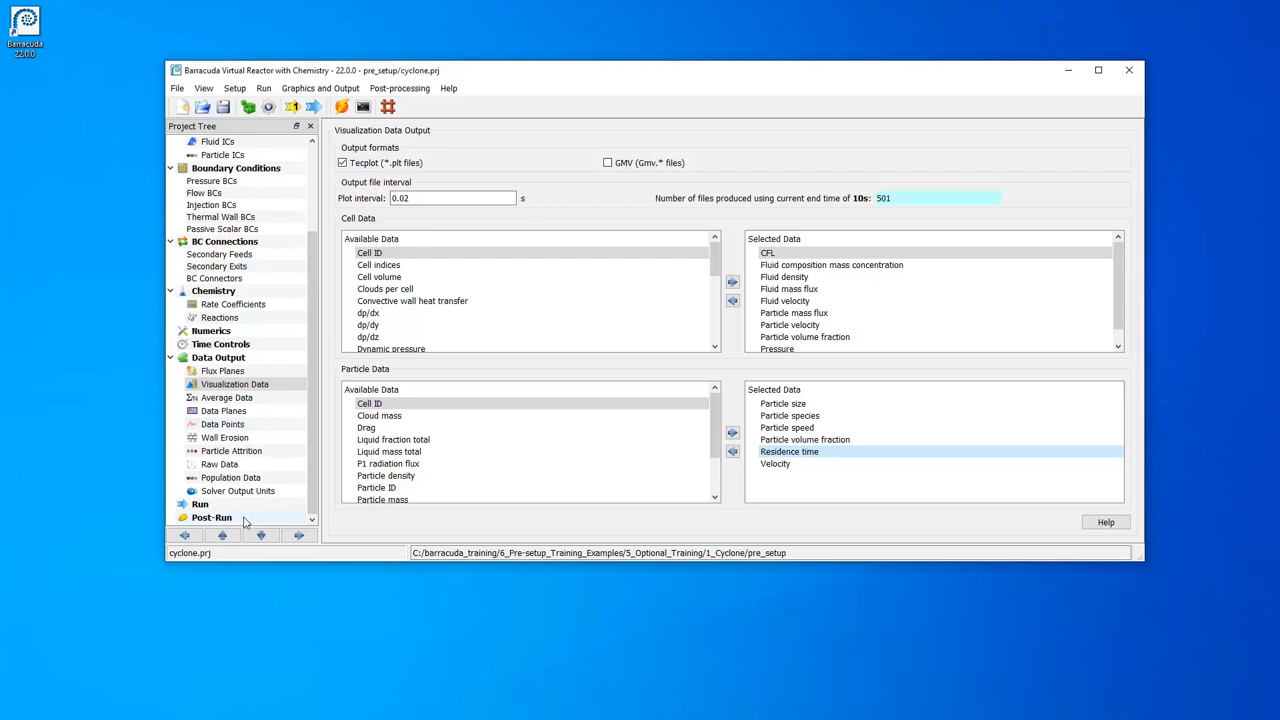 Barracuda
22.0.0
Barracuda Virtual Reactor with Chemistry - 22.0.0 - pre_setup/cyclone.prj
File View Setup Run Graphics and Output Post-processing Help
Project Tree
Fluid ICs
Particle ICs
Boundary Conditions
Pressure BCs
Flow BCs
Injection BCs
Thermal Wall BCs
Passive Scalar BCs
BC Connections
Secondary Feeds
Secondary Exits
BC Connectors
Chemistry
Rate Coefficients
Reactions
Numerics
Time Controls
Data Output
Flux Planes
Visualization Data
Average Data
Data Planes
Data Points
Wall Erosion
Particle Attrition
Raw Data
Population Data
Solver Output Units
Run
Post-Run
Visualization Data Output
Output formats
Tecplot (*.plt files) GMV (Gmv.* files)
Output file interval
Plot interval: 0.02 s Number of files produced using current end time of 10s: 501
Cell Data
Available Data
Cell ID
Cell indices
Cell volume
Clouds per cell
Convective wall heat transfer
dp/dx
dp/dy
dp/dz
Dynamic pressure
Selected Data
CFL
Fluid composition mass concentration
Fluid density
Fluid mass flux
Fluid velocity
Particle mass flux
Particle velocity
Particle volume fraction
Pressure
Particle Data
Available Data
Cell ID
Cloud mass
Drag
Liquid fraction total
Liquid mass total
P1 radiation flux
Particle density
Particle ID
Particle mass
Selected Data
Particle size
Particle species
Particle speed
Particle volume fraction
Residence time
Velocity
Help
cyclone.prj C:/barracuda_training/6_Pre-setup_Training_Examples/5_Optional_Training/1_Cyclone/pre_setup